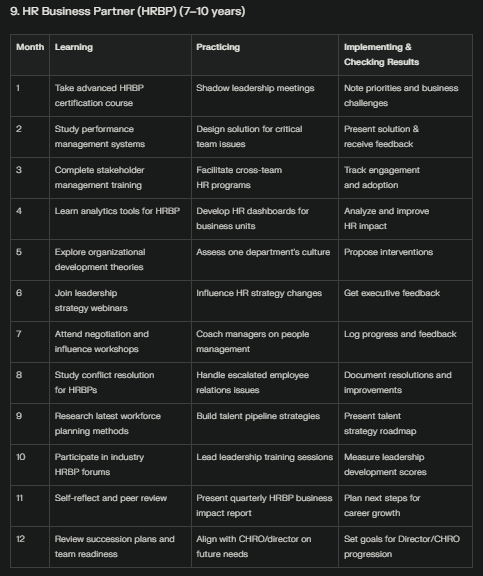 9. HR Business Partner (HRBP) (7–10 years)
Month Learning Practicing Implementing &
Checking Results
1 Take advanced HRBP Shadow leadership meetings Note priorities and business
certification course challenges
2 Study performance Design solution for critical Present solution &
management systems team issues receive feedback
3 Complete stakeholder Facilitate cross-team Track engagement
management training HR programs and adoption
4 Learn analytics tools for HRBP Develop HR dashboards for Analyze and improve
business units HR impact
5 Explore organizational Assess one department's culture Propose interventions
development theories
6 Join leadership Influence HR strategy changes Get executive feedback
strategy webinars
7 Attend negotiation and Coach managers on people Log progress and feedback
influence workshops management
8 Study conflict resolution Handle escalated employee Document resolutions and
for HRBPs relations issues improvements
9 Research latest workforce Build talent pipeline strategies Present talent
planning methods strategy roadmap
10 Participate in industry Lead leadership training sessions Measure leadership
HRBP forums development scores
11 Self-reflect and peer review Present quarterly HRBP business Plan next steps for
impact report career growth
12 Review succession plans and Align with CHRO/director on Set goals for Director/CHRO
team readiness future needs progression